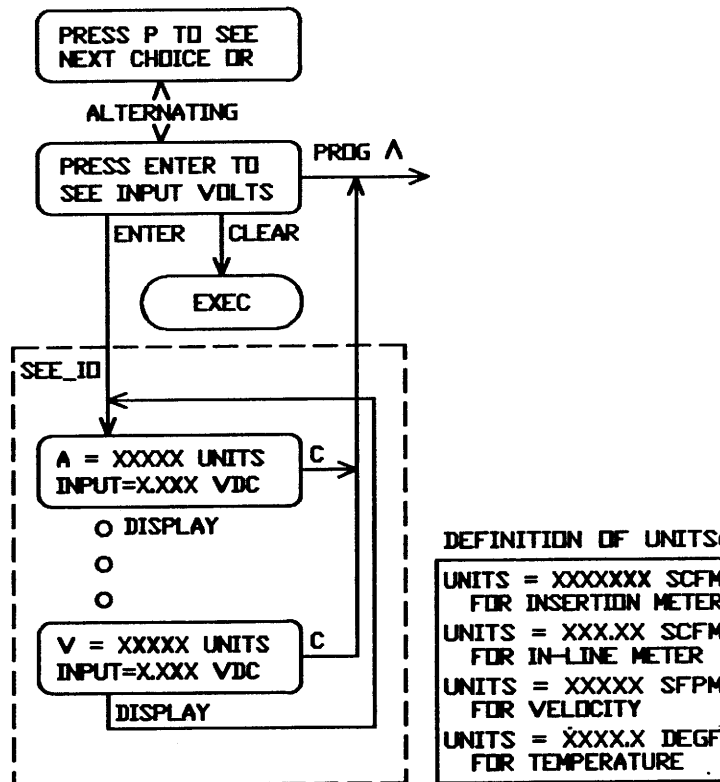 PRESS P TO SEE
NEXT CHOICE OR
ALTERNATING
PRESS ENTER TO
SEE INPUT VOLTS
PROG Λ
ENTER
CLEAR
EXEC
SEE_IO
A = XXXXX UNITS
INPUT=X.XXX VDC
C
DISPLAY
V = XXXXX UNITS
INPUT=X.XXX VDC
C
DISPLAY
DEFINITION OF UNITS
UNITS = XXXXXXX SCFM
FOR INSERTION METER
UNITS = XXX.XX SCFM
FOR IN-LINE METER
UNITS = XXXXX SFPM
FOR VELOCITY
UNITS = XXXX.X DEGF
FOR TEMPERATURE